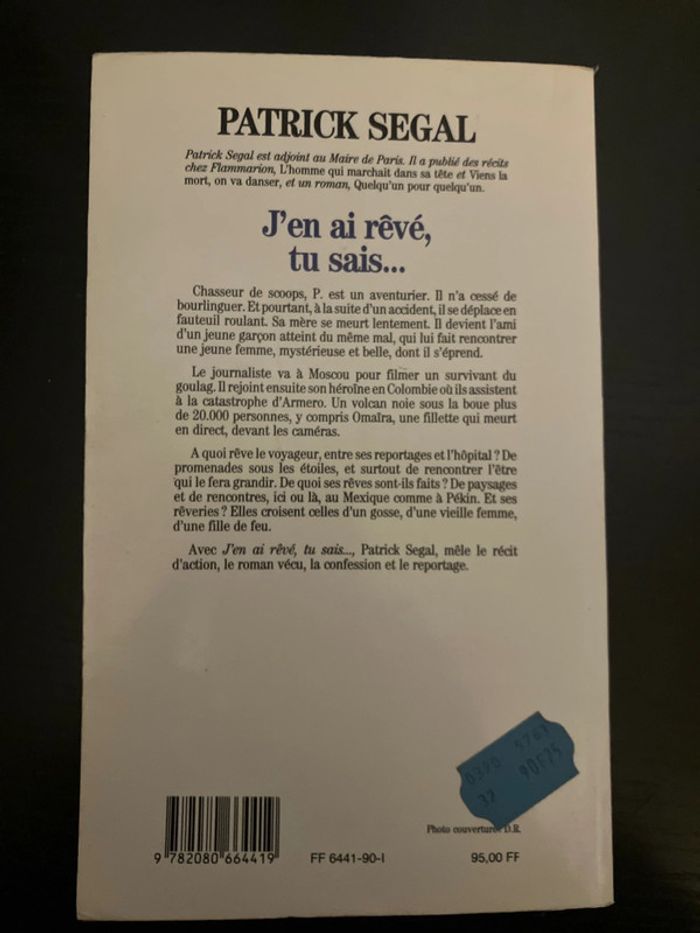 PATRICK SEGAL
Patrick Segal est adjoint au Maire de Paris. Il a publié des récits
chez Flammarion, L'homme qui marchait dans sa tête et Viens la
mort, on va danser, et un roman, Quelqu'un pour quelqu'un.
J'en ai rêvé,
tu sais...
Chasseur de scoops, P. est un aventurier. Il n'a cessé de
bourlinguer. Et pourtant, à la suite d'un accident, il se déplace en
fauteuil roulant. Sa mère se meurt lentement. Il devient l'ami
d'un jeune garçon atteint du même mal, qui lui fait rencontrer
une jeune femme, mystérieuse et belle, dont il s'éprend.
Le journaliste va à Moscou pour filmer un survivant du
goulag. Il rejoint ensuite son héroïne en Colombie où ils assistent
à la catastrophe d'Armero. Un volcan noie sous la boue plus
de 20.000 personnes, y compris Omaïra, une fillette qui meurt
en direct, devant les caméras.
A quoi rêve le voyageur, entre ses reportages et l'hôpital ? De
promenades sous les étoiles, et surtout de rencontrer l'être
qui le fera grandir. De quoi ses rêves sont-ils faits ? De paysages
et de rencontres, ici ou là, au Mexique comme à Pékin. Et ses
rêveries ? Elles croisent celles d'un gosse, d'une vieille femme,
d'une fille de feu.
Avec J'en ai rêvé, tu sais..., Patrick Segal, mêle le récit
d'action, le roman vécu, la confession et le reportage.
37 90F25
Photo couverture: D.R.
9 782080 664419
FF 6441-90-I
95,00 FF